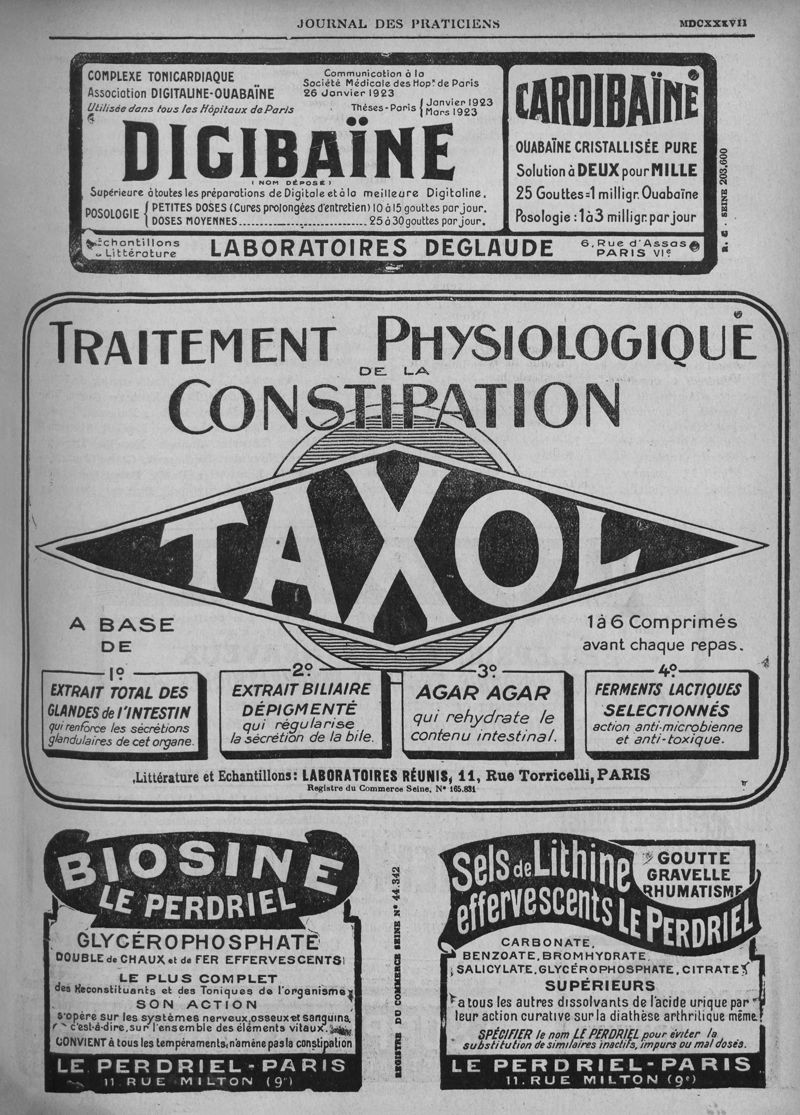 JOURNAL DES PRATICIENS
MDCXXXVII
COMPLEXE TONICARDIAQUE
Association DIGITALINE-OUABAÏNE
Utilisée dans tous les Hôpitaux de Paris
Communication à la
Société Médicale des Hop.ˣ de Paris
26 Janvier 1923
Thèses-Paris { Janvier 1923
Mars 1923
DIGIBAÏNE
(NOM DÉPOSÉ)
Supérieure à toutes les préparations de Digitale et à la meilleure Digitaline.
POSOLOGIE { PETITES DOSES (Cures prolongées d'entretien) 10 à 15 gouttes par jour.
DOSES MOYENNES ............ 25 à 30 gouttes par jour.
CARDIBAÏNE
OUABAÏNE CRISTALLISÉE PURE
Solution à DEUX pour MILLE
25 Gouttes=1 milligr. Ouabaïne
Posologie : 1 à 3 milligr. par jour
Échantillons
Littérature
LABORATOIRES DEGLAUDE
6, Rue d'Assas
PARIS VIᵉ
R. C. SEINE 203,600
TRAITEMENT PHYSIOLOGIQUE
DE LA
CONSTIPATION
TAXOL
A BASE
DE
1 à 6 Comprimés
avant chaque repas.
1º
EXTRAIT TOTAL DES
GLANDES de l'INTESTIN
qui renforce les sécrétions
glandulaires de cet organe.
2º
EXTRAIT BILIAIRE
DÉPIGMENTÉ
qui régularise
la sécrétion de la bile.
3º
AGAR AGAR
qui rehydrate le
contenu intestinal.
4º
FERMENTS LACTIQUES
SELECTIONNÉS
action anti-microbienne
et anti-toxique.
Littérature et Echantillons : LABORATOIRES RÉUNIS, 11, Rue Torricelli, PARIS
Registre du Commerce Seine, Nº 165.831
BIOSINE
LE PERDRIEL
GLYCÉROPHOSPHATE
DOUBLE de CHAUX et de FER EFFERVESCENTS
LE PLUS COMPLET
des Reconstituants et des Toniques de l'organisme
SON ACTION
s'opère sur les systèmes nerveux, osseux et sanguins
c'est-à-dire, sur l'ensemble des éléments vitaux.
CONVIENT à tous les tempéraments, n'amène pas la constipation
LE PERDRIEL - PARIS
11. RUE MILTON (9ᵉ)
REGISTRE DU COMMERCE SEINE Nº 44.342
Sels de Lithine
effervescents LE PERDRIEL
GOUTTE
GRAVELLE
RHUMATISME
CARBONATE,
BENZOATE, BROMHYDRATE,
SALICYLATE, GLYCÉROPHOSPHATE, CITRATE
SUPÉRIEURS
à tous les autres dissolvants de l'acide urique par
leur action curative sur la diathèse arthritique même
SPÉCIFIER le nom LE PERDRIEL pour éviter la
substitution de similaires inactifs, impurs ou mal dosés.
LE PERDRIEL - PARIS
11. RUE MILTON (9ᵉ)